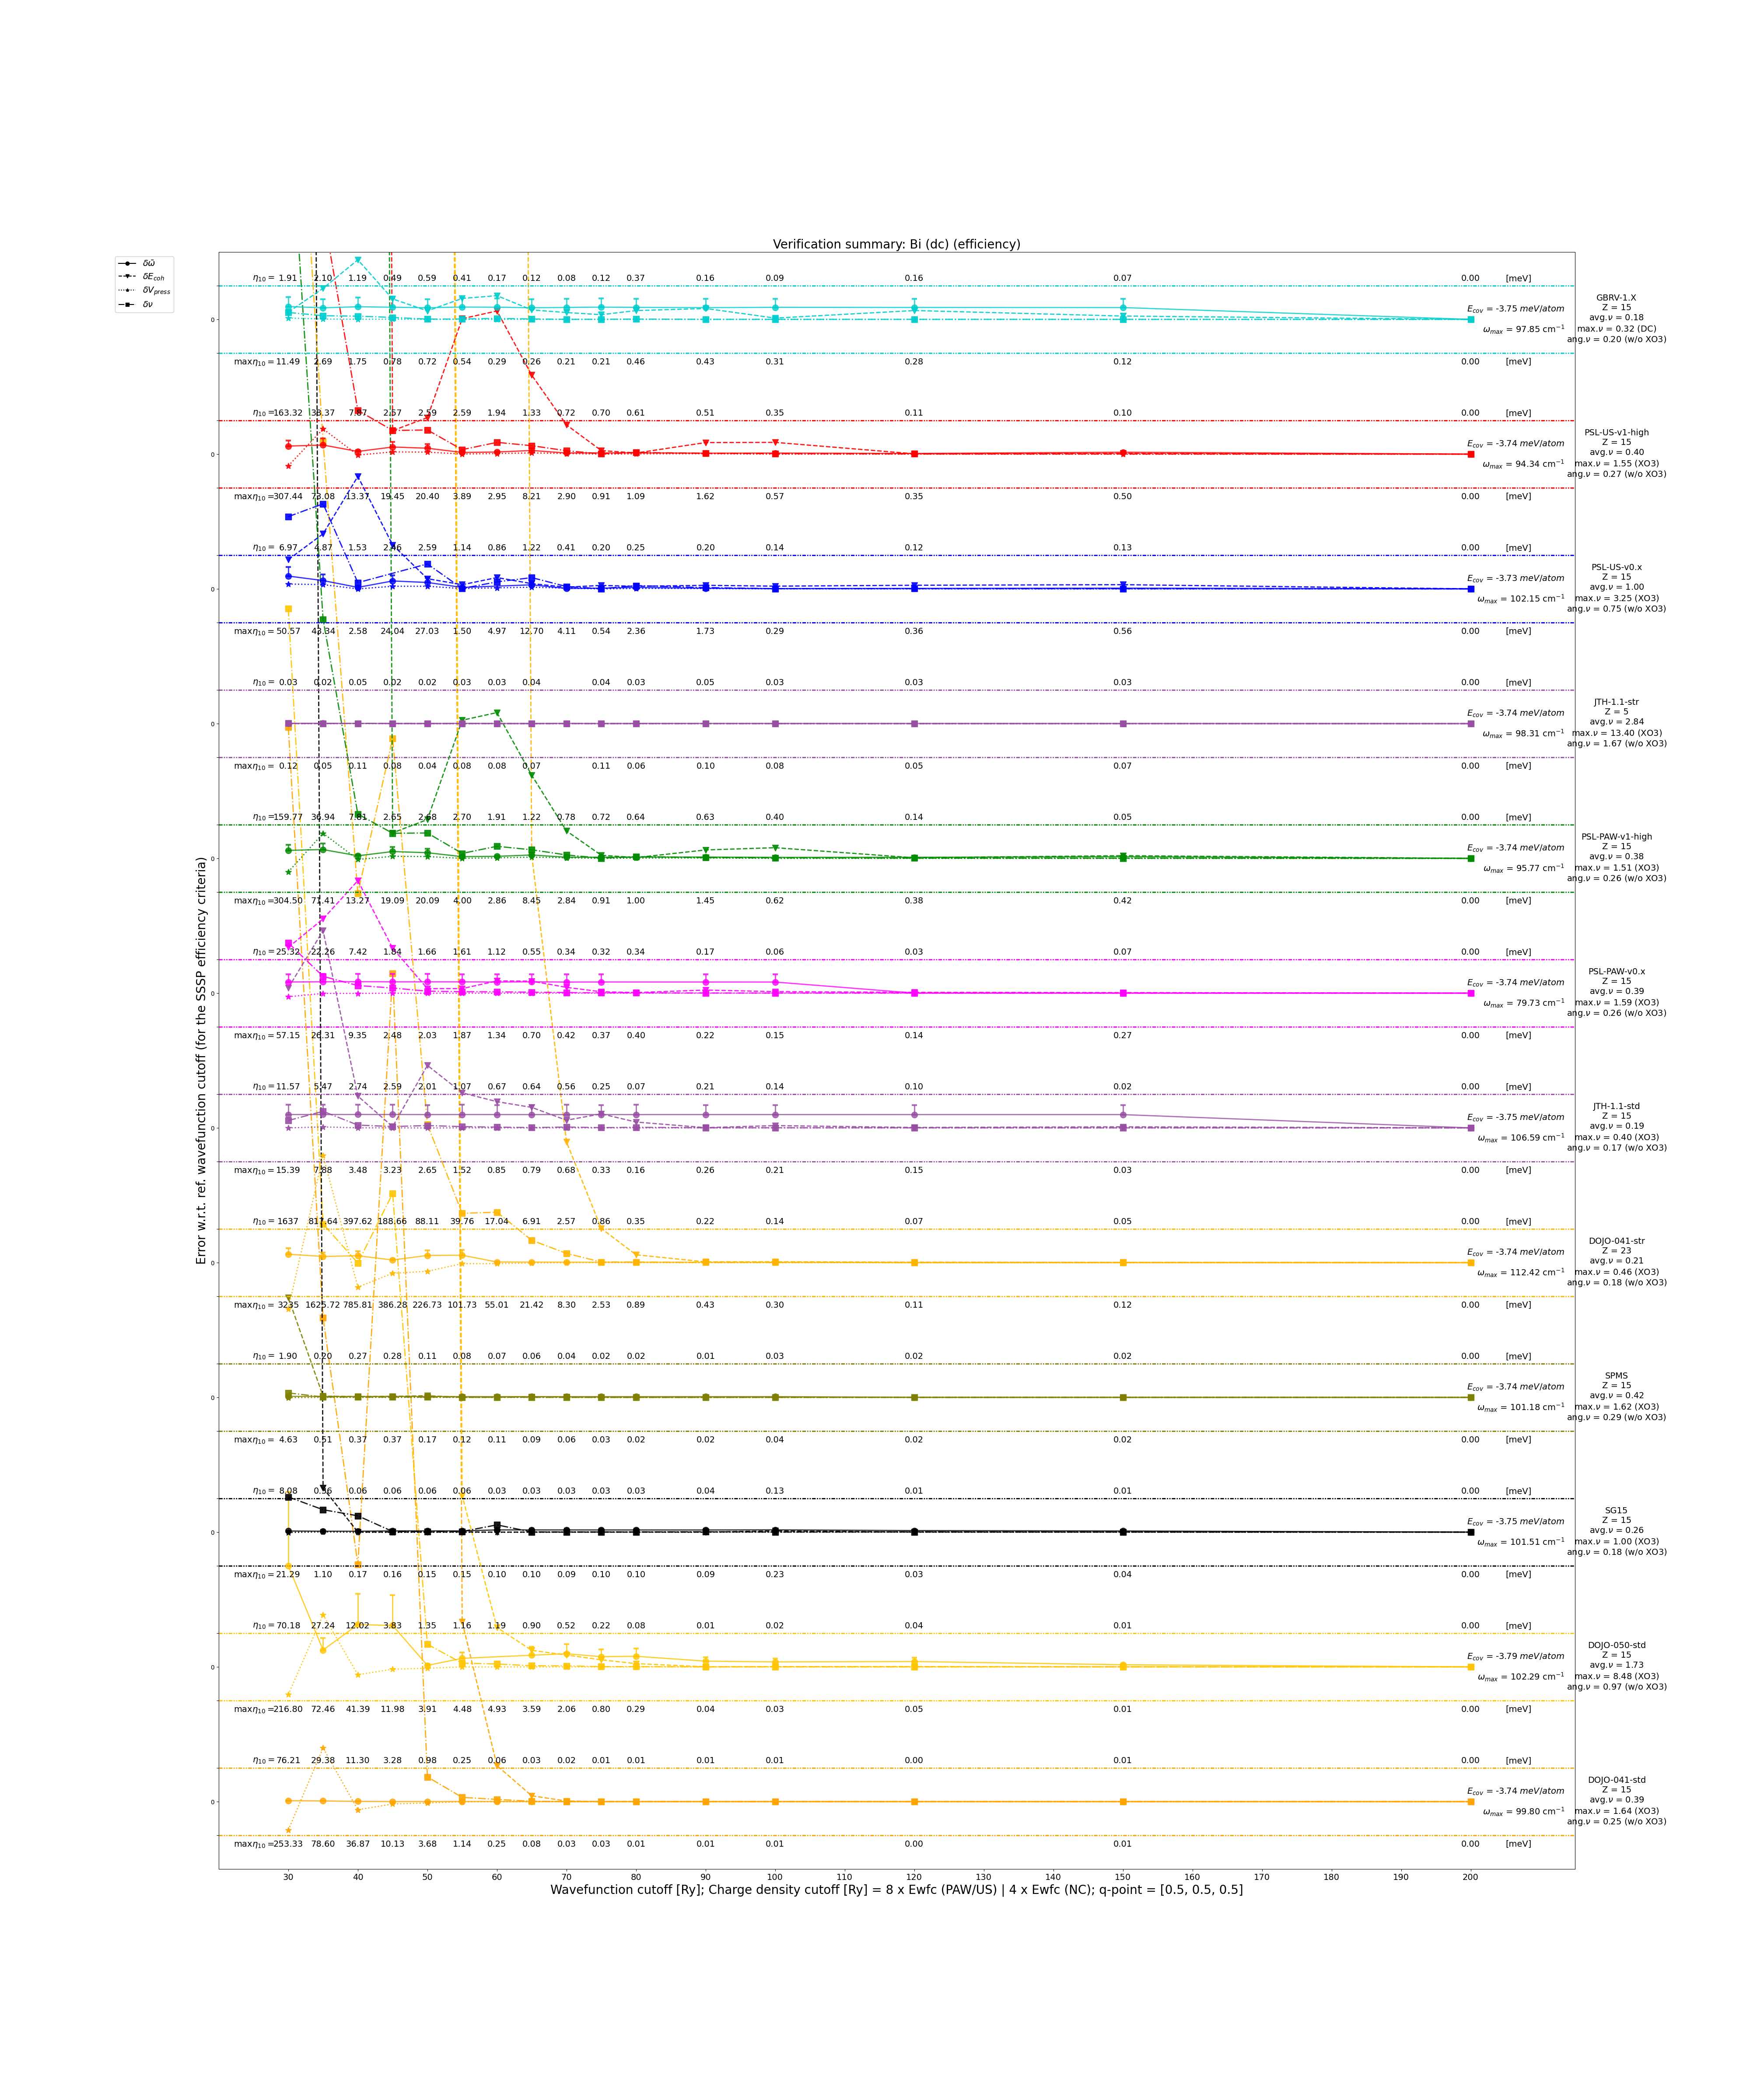 Verification summary: Bi (dc) (efficiency)
δω̄
δE_coh
δV_press
δν
Error w.r.t. ref. wavefunction cutoff (for the SSSP efficiency criteria)
η₁₀ = 1.91 2.10 1.19 0.49 0.59 0.41 0.17 0.12 0.08 0.12 0.37 0.16 0.09 0.16 0.07 0.00 [meV]
0
E_cov = -3.75 meV/atom
ω_max = 97.85 cm⁻¹
GBRV-1.X
Z = 15
avg.ν = 0.18
max.ν = 0.32 (DC)
ang.ν = 0.20 (w/o XO3)
maxη₁₀ = 11.49 2.69 1.75 0.78 0.72 0.54 0.29 0.26 0.21 0.21 0.46 0.43 0.31 0.28 0.12 0.00 [meV]
η₁₀ = 163.32 33.37 7.87 2.57 2.59 2.59 1.94 1.33 0.72 0.70 0.61 0.51 0.35 0.11 0.10 0.00 [meV]
0
E_cov = -3.74 meV/atom
ω_max = 94.34 cm⁻¹
PSL-US-v1-high
Z = 15
avg.ν = 0.40
max.ν = 1.55 (XO3)
ang.ν = 0.27 (w/o XO3)
maxη₁₀ = 307.44 73.08 13.37 19.45 20.40 3.89 2.95 8.21 2.90 0.91 1.09 1.62 0.57 0.35 0.50 0.00 [meV]
η₁₀ = 6.97 4.87 1.53 2.46 2.59 1.14 0.86 1.22 0.41 0.20 0.25 0.20 0.14 0.12 0.13 0.00 [meV]
0
E_cov = -3.73 meV/atom
ω_max = 102.15 cm⁻¹
PSL-US-v0.x
Z = 15
avg.ν = 1.00
max.ν = 3.25 (XO3)
ang.ν = 0.75 (w/o XO3)
maxη₁₀ = 50.57 43.34 2.58 24.04 27.03 1.50 4.97 12.70 4.11 0.54 2.36 1.73 0.29 0.36 0.56 0.00 [meV]
η₁₀ = 0.03 0.02 0.05 0.02 0.02 0.03 0.03 0.04 0.04 0.03 0.05 0.03 0.03 0.03 0.00 [meV]
0
E_cov = -3.74 meV/atom
ω_max = 98.31 cm⁻¹
JTH-1.1-str
Z = 5
avg.ν = 2.84
max.ν = 13.40 (XO3)
ang.ν = 1.67 (w/o XO3)
maxη₁₀ = 0.12 0.05 0.11 0.08 0.04 0.08 0.08 0.07 0.11 0.06 0.10 0.08 0.05 0.07 0.00 [meV]
η₁₀ = 159.77 36.94 7.81 2.65 2.68 2.70 1.91 1.22 0.78 0.72 0.64 0.63 0.40 0.14 0.05 0.00 [meV]
0
E_cov = -3.74 meV/atom
ω_max = 95.77 cm⁻¹
PSL-PAW-v1-high
Z = 15
avg.ν = 0.38
max.ν = 1.51 (XO3)
ang.ν = 0.26 (w/o XO3)
maxη₁₀ = 304.50 71.41 13.27 19.09 20.09 4.00 2.86 8.45 2.84 0.91 1.00 1.45 0.62 0.38 0.42 0.00 [meV]
η₁₀ = 25.32 22.26 7.42 1.84 1.66 1.61 1.12 0.55 0.34 0.32 0.34 0.17 0.06 0.03 0.07 0.00 [meV]
0
E_cov = -3.74 meV/atom
ω_max = 79.73 cm⁻¹
PSL-PAW-v0.x
Z = 15
avg.ν = 0.39
max.ν = 1.59 (XO3)
ang.ν = 0.26 (w/o XO3)
maxη₁₀ = 57.15 26.31 9.35 2.48 2.03 1.87 1.34 0.70 0.42 0.37 0.40 0.22 0.15 0.14 0.27 0.00 [meV]
η₁₀ = 11.57 5.47 2.74 2.59 2.01 1.07 0.67 0.64 0.56 0.25 0.07 0.21 0.14 0.10 0.02 0.00 [meV]
0
E_cov = -3.75 meV/atom
ω_max = 106.59 cm⁻¹
JTH-1.1-std
Z = 15
avg.ν = 0.19
max.ν = 0.40 (XO3)
ang.ν = 0.17 (w/o XO3)
maxη₁₀ = 15.39 7.88 3.48 3.23 2.65 1.52 0.85 0.79 0.68 0.33 0.16 0.26 0.21 0.15 0.03 0.00 [meV]
η₁₀ = 1637 817.64 397.62 188.66 88.11 39.76 17.04 6.91 2.57 0.86 0.35 0.22 0.14 0.07 0.05 0.00 [meV]
0
E_cov = -3.74 meV/atom
ω_max = 112.42 cm⁻¹
DOJO-041-str
Z = 23
avg.ν = 0.21
max.ν = 0.46 (XO3)
ang.ν = 0.18 (w/o XO3)
maxη₁₀ = 3235 1625.72 785.81 386.28 226.73 101.73 55.01 21.42 8.30 2.53 0.89 0.43 0.30 0.11 0.12 0.00 [meV]
η₁₀ = 1.90 0.20 0.27 0.28 0.11 0.08 0.07 0.06 0.04 0.02 0.02 0.01 0.03 0.02 0.02 0.00 [meV]
0
E_cov = -3.74 meV/atom
ω_max = 101.18 cm⁻¹
SPMS
Z = 15
avg.ν = 0.42
max.ν = 1.62 (XO3)
ang.ν = 0.29 (w/o XO3)
maxη₁₀ = 4.63 0.51 0.37 0.37 0.17 0.12 0.11 0.09 0.06 0.03 0.02 0.02 0.04 0.02 0.02 0.00 [meV]
η₁₀ = 8.08 0.36 0.06 0.06 0.06 0.06 0.03 0.03 0.03 0.03 0.03 0.04 0.13 0.01 0.01 0.00 [meV]
0
E_cov = -3.75 meV/atom
ω_max = 101.51 cm⁻¹
SG15
Z = 15
avg.ν = 0.26
max.ν = 1.00 (XO3)
ang.ν = 0.18 (w/o XO3)
maxη₁₀ = 21.29 1.10 0.17 0.16 0.15 0.15 0.10 0.10 0.09 0.10 0.10 0.09 0.23 0.03 0.04 0.00 [meV]
η₁₀ = 70.18 27.24 12.02 3.83 1.35 1.16 1.19 0.90 0.52 0.22 0.08 0.01 0.02 0.04 0.01 0.00 [meV]
0
E_cov = -3.79 meV/atom
ω_max = 102.29 cm⁻¹
DOJO-050-std
Z = 15
avg.ν = 1.73
max.ν = 8.48 (XO3)
ang.ν = 0.97 (w/o XO3)
maxη₁₀ = 216.80 72.46 41.39 11.98 3.91 4.48 4.93 3.59 2.06 0.80 0.29 0.04 0.03 0.05 0.01 0.00 [meV]
η₁₀ = 76.21 29.38 11.30 3.28 0.98 0.25 0.06 0.03 0.02 0.01 0.01 0.01 0.01 0.00 0.01 0.00 [meV]
0
E_cov = -3.74 meV/atom
ω_max = 99.80 cm⁻¹
DOJO-041-std
Z = 15
avg.ν = 0.39
max.ν = 1.64 (XO3)
ang.ν = 0.25 (w/o XO3)
maxη₁₀ = 253.33 78.60 36.87 10.13 3.68 1.14 0.25 0.08 0.03 0.03 0.01 0.01 0.01 0.00 0.01 0.00 [meV]
30 40 50 60 70 80 90 100 110 120 130 140 150 160 170 180 190 200
Wavefunction cutoff [Ry]; Charge density cutoff [Ry] = 8 x Ewfc (PAW/US) | 4 x Ewfc (NC); q-point = [0.5, 0.5, 0.5]